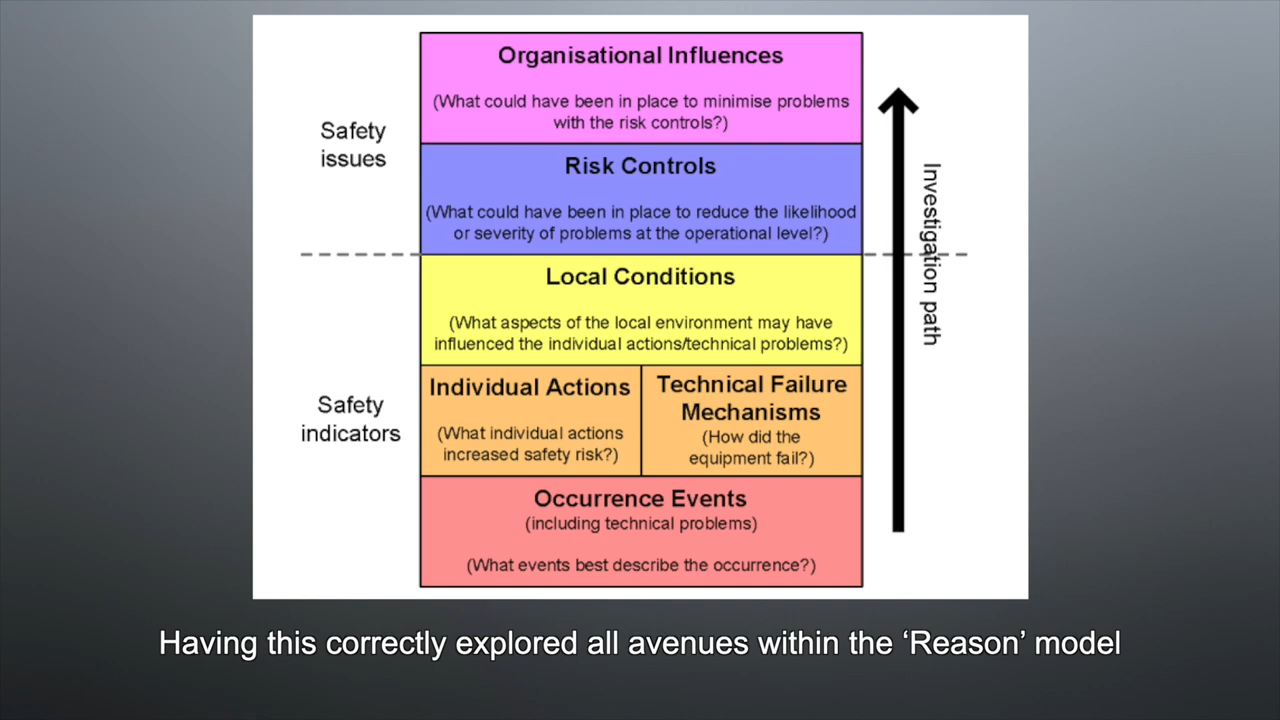 Organisational Influences
(What could have been in place to minimise problems
with the risk controls?)
Safety
issues
Risk Controls
(What could have been in place to reduce the likelihood
or severity of problems at the operational level?)
Investigation path
Local Conditions
(What aspects of the local environment may have
influenced the individual actions/technical problems?)
Safety
indicators
Individual Actions
(What individual actions
increased safety risk?)
Technical Failure
Mechanisms
(How did the
equipment fail?)
Occurrence Events
(including technical problems)
(What events best describe the occurrence?)
Having this correctly explored all avenues within the ‘Reason’ model